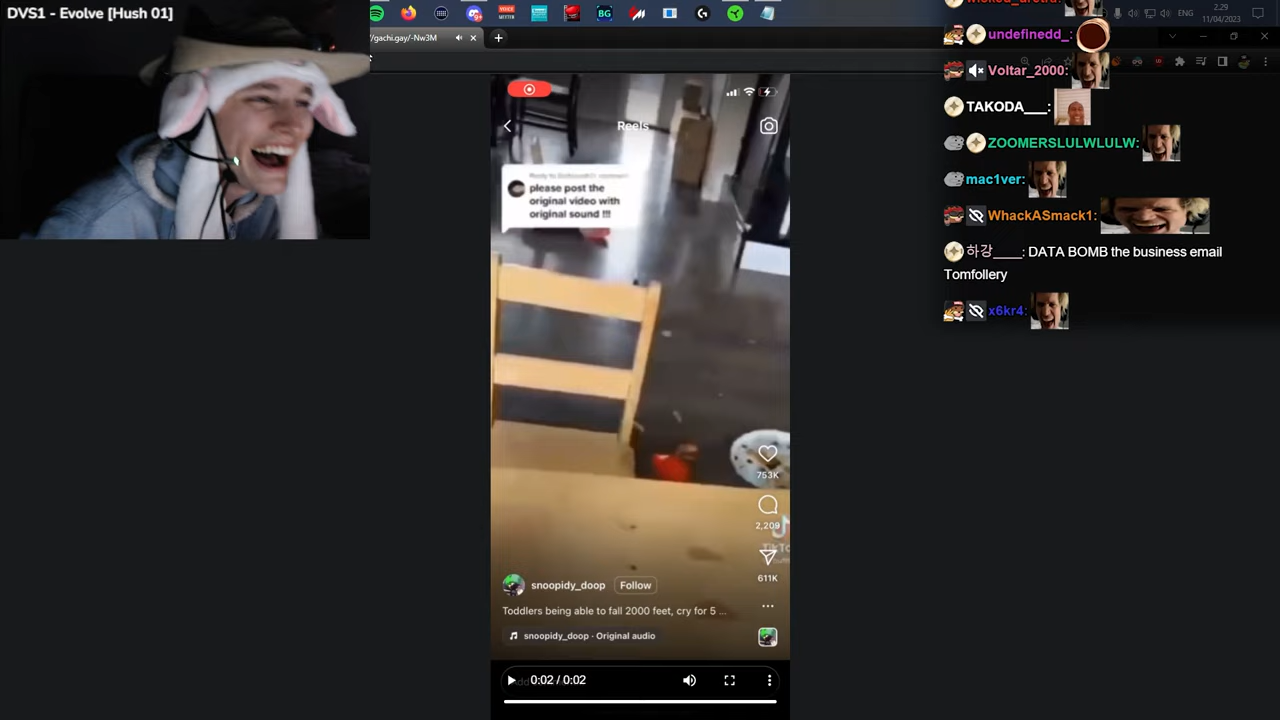 DVS1 - Evolve [Hush 01]
/gachi.gay/-Nw3M
ENG
2.29
11/04/2023
undefinedd_:
Voltar_2000:
TAKODA___:
ZOOMERSLULWLULW:
mac1ver:
WhackASmack1:
하강____: DATA BOMB the business email
Tomfollery
x6kr4:
Reels
please post the
original video with
original sound !!!
753K
2,209
611K
snoopidy_doop
Follow
Toddlers being able to fall 2000 feet, cry for 5 ...
snoopidy_doop · Original audio
0:02 / 0:02